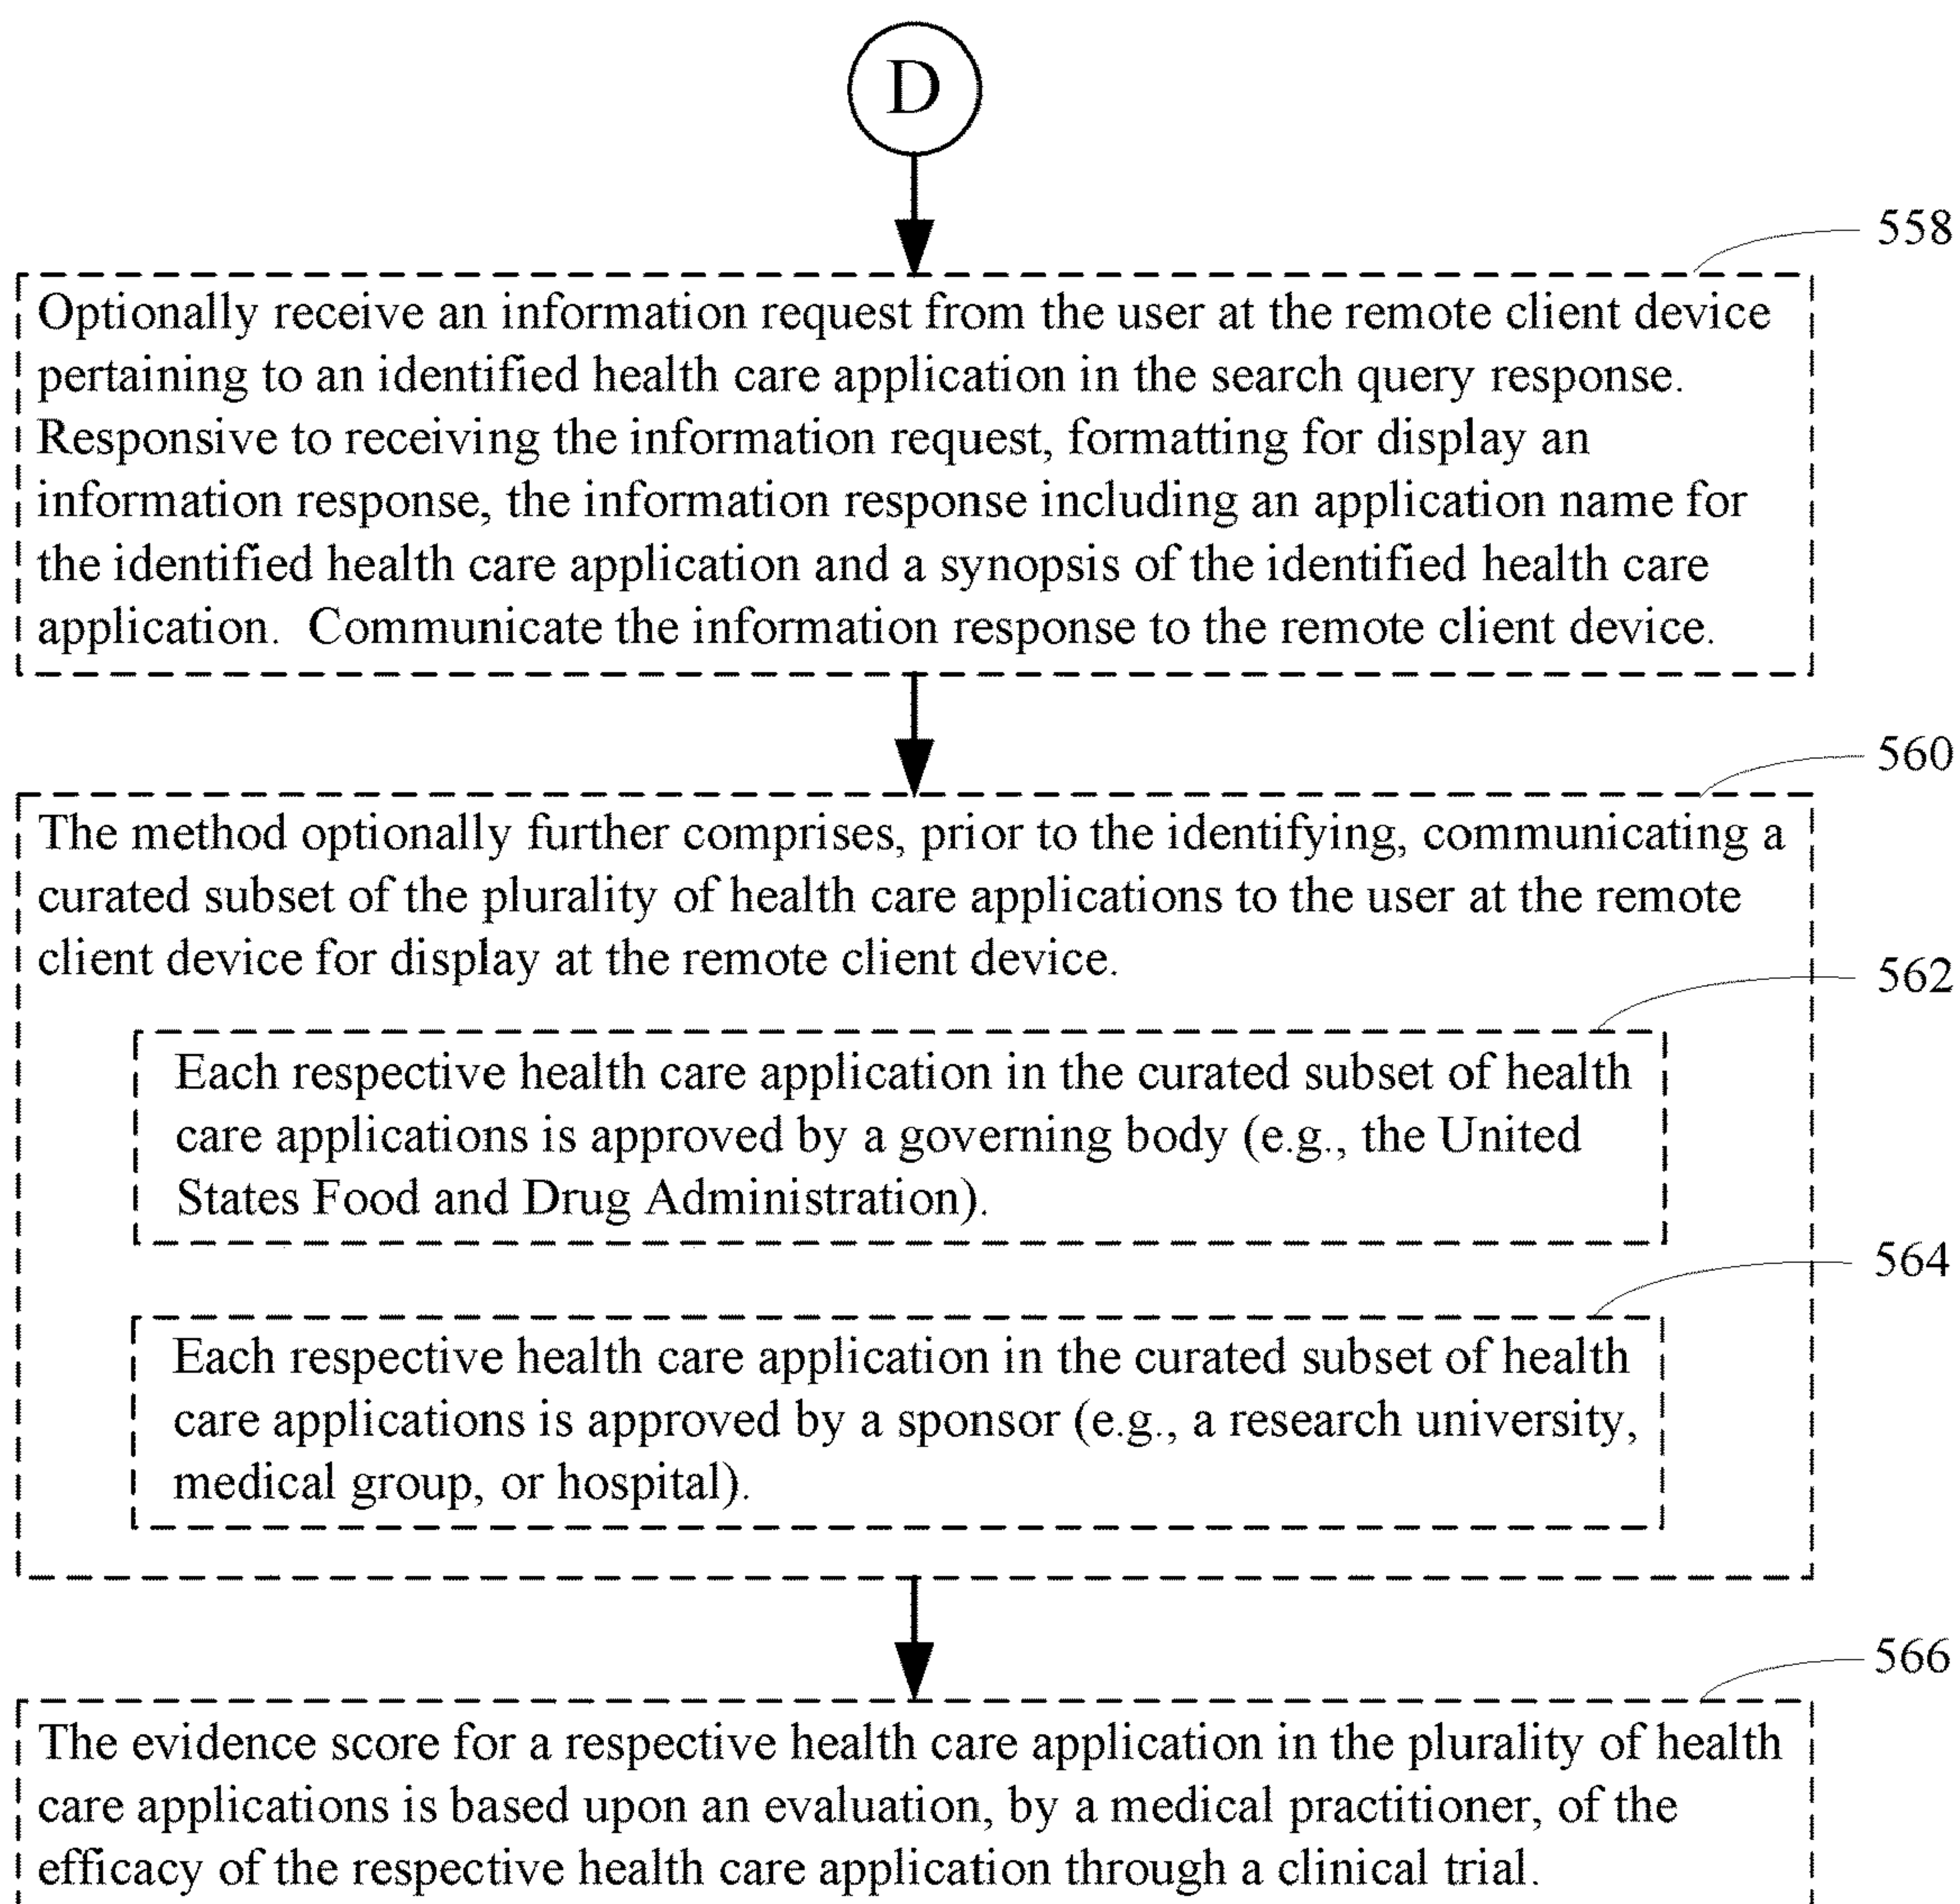 D
558
Optionally receive an information request from the user at the remote client device
pertaining to an identified health care application in the search query response.
Responsive to receiving the information request, formatting for display an
information response, the information response including an application name for
the identified health care application and a synopsis of the identified health care
application.  Communicate the information response to the remote client device.
560
The method optionally further comprises, prior to the identifying, communicating a
curated subset of the plurality of health care applications to the user at the remote
client device for display at the remote client device.
562
Each respective health care application in the curated subset of health
care applications is approved by a governing body (e.g., the United
States Food and Drug Administration).
564
Each respective health care application in the curated subset of health
care applications is approved by a sponsor (e.g., a research university,
medical group, or hospital).
566
The evidence score for a respective health care application in the plurality of health
care applications is based upon an evaluation, by a medical practitioner, of the
efficacy of the respective health care application through a clinical trial.